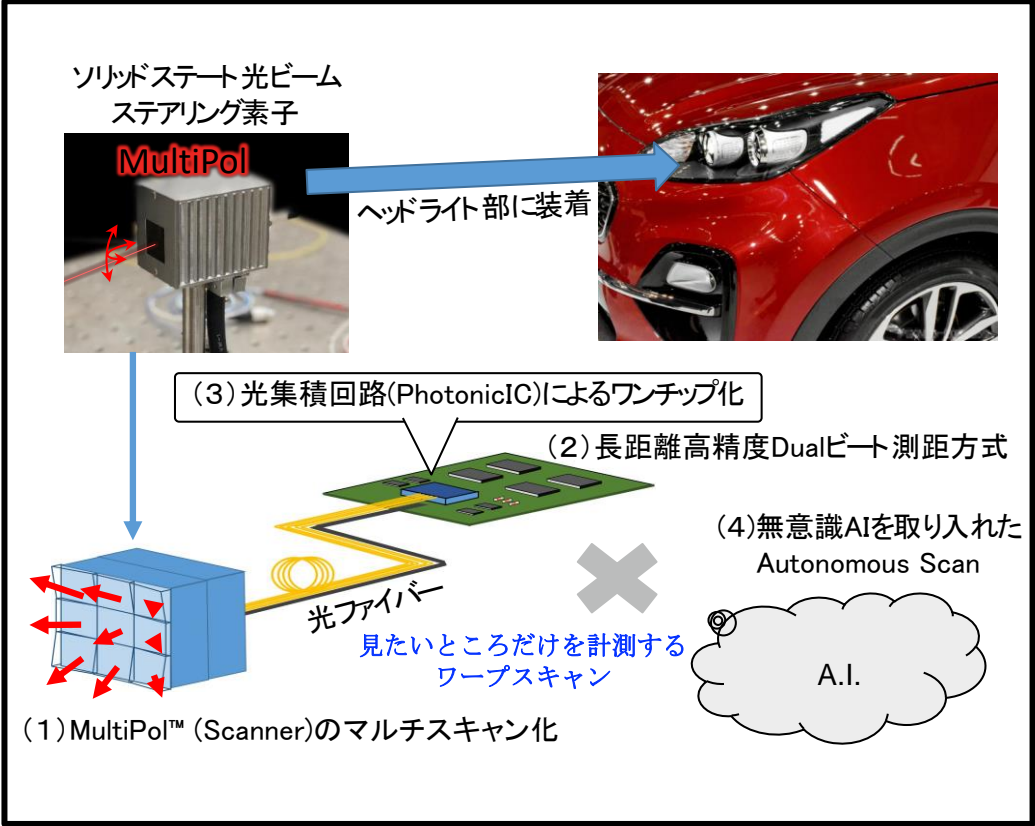 ソリッドステート光ビーム
ステアリング素子
MultiPol
ヘッドライト部に装着
（３）光集積回路(PhotonicIC)によるワンチップ化
（２）長距離高精度Dualビート測距方式
(4)無意識AIを取り入れた
Autonomous Scan
光ファイバー
見たいところだけを計測する
ワープスキャン
A.I.
（１）MultiPol™ (Scanner)のマルチスキャン化